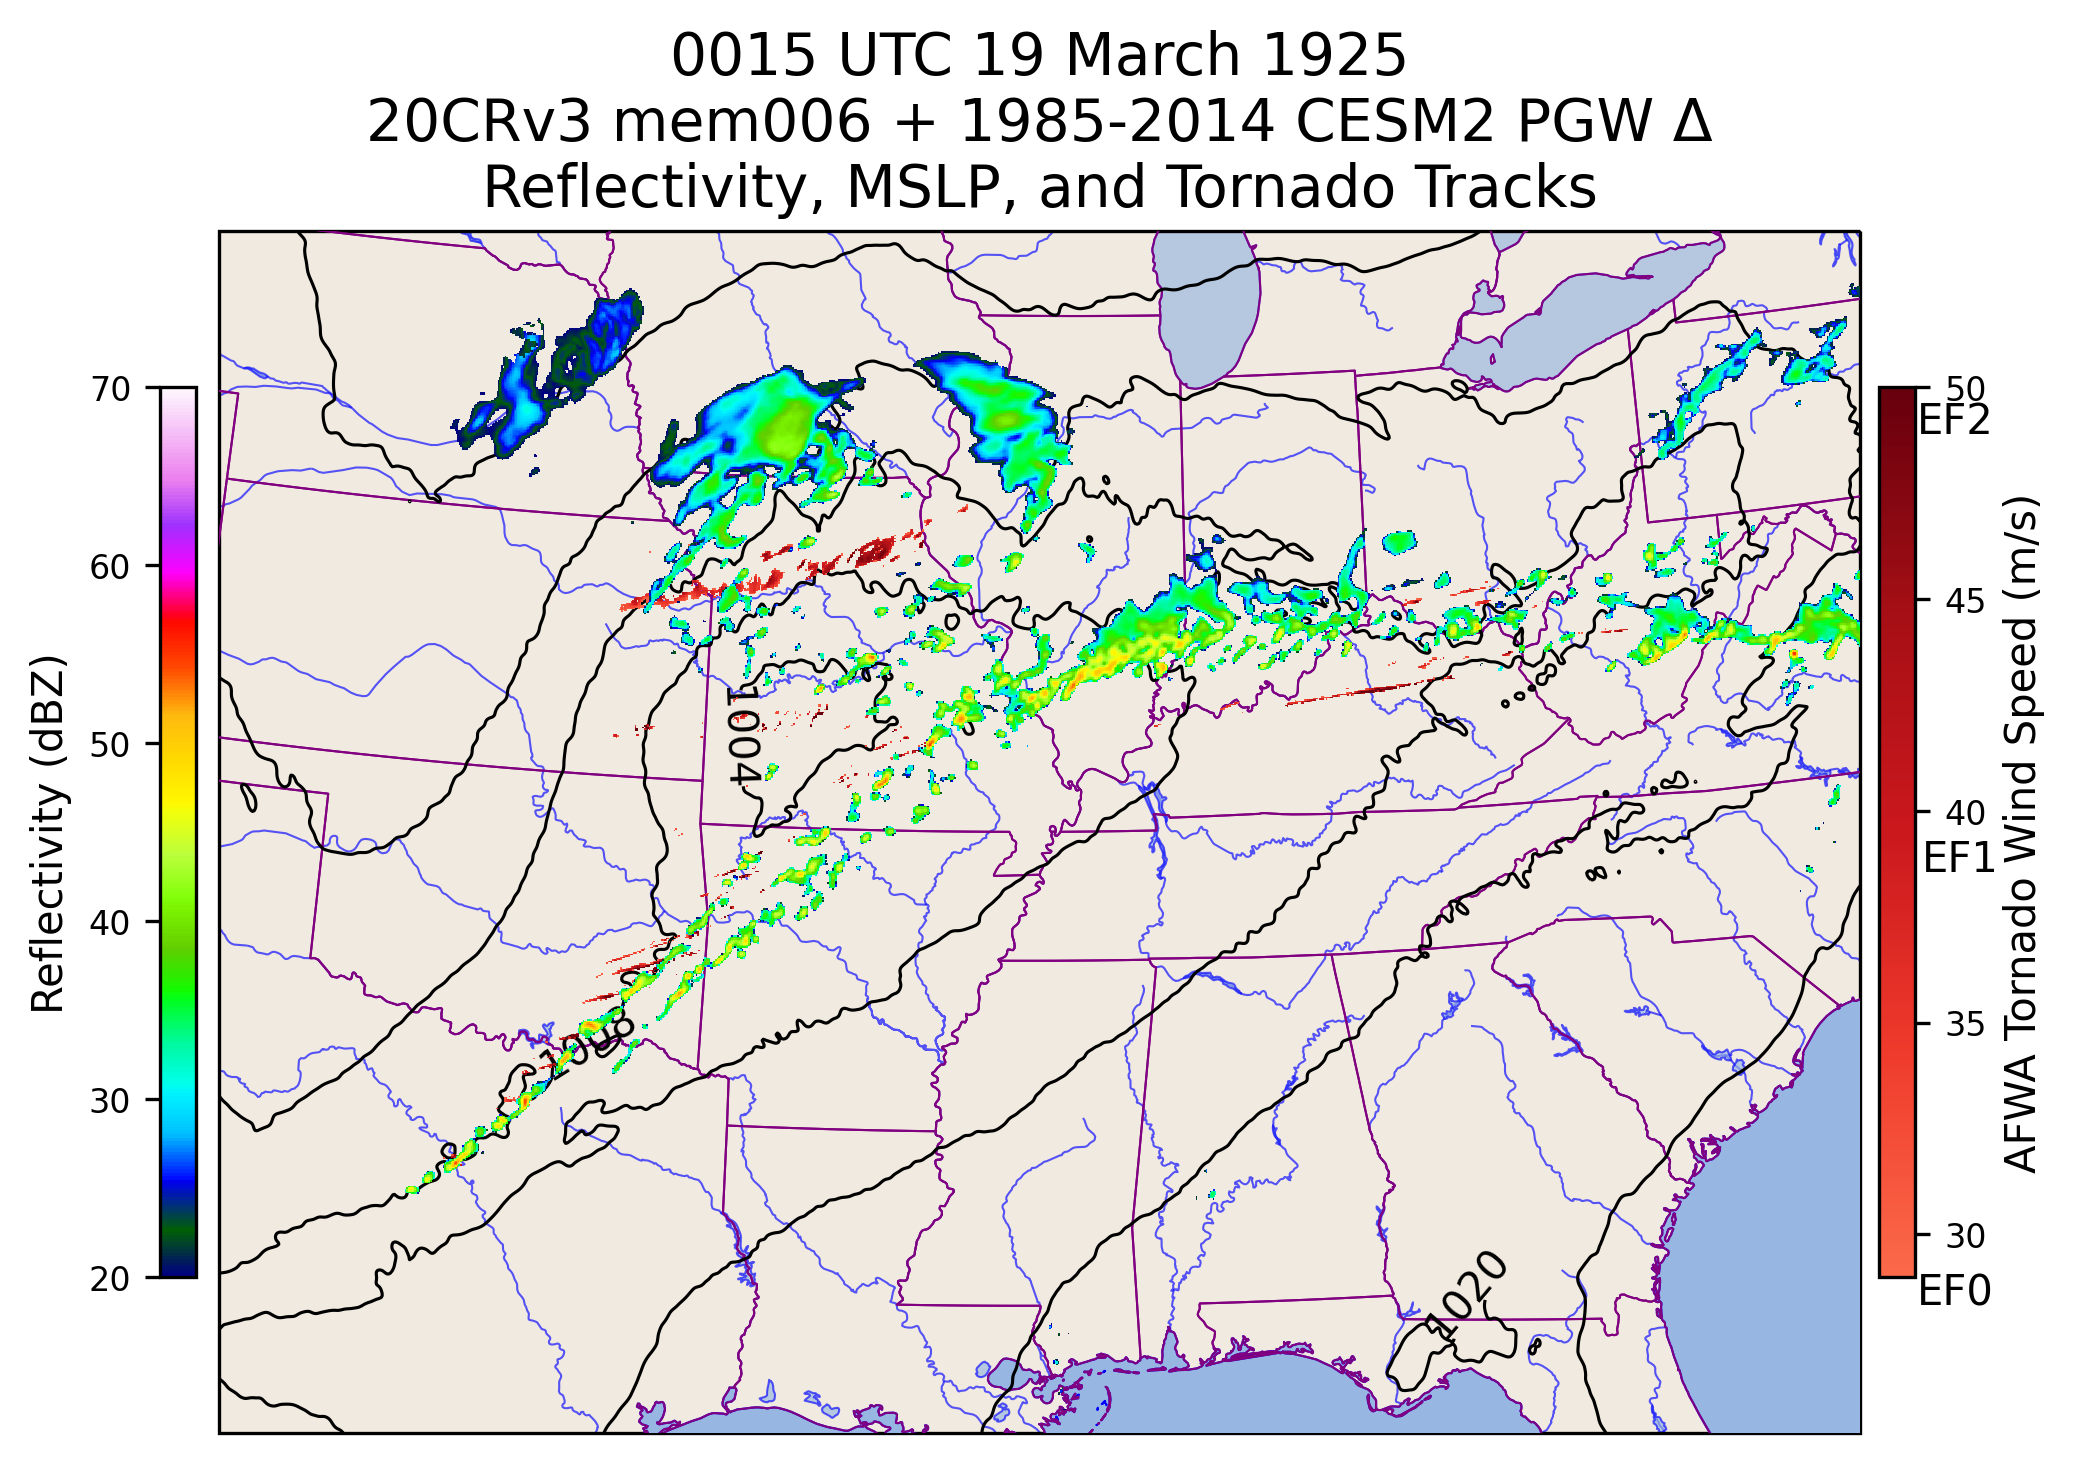 0015 UTC 19 March 1925
20CRv3 mem006 + 1985-2014 CESM2 PGW Δ
Reflectivity, MSLP, and Tornado Tracks
70
60
50
40
30
20
Reflectivity (dBZ)
1004
1008
1020
50
EF2
45
40
EF1
35
30
EF0
AFWA Tornado Wind Speed (m/s)